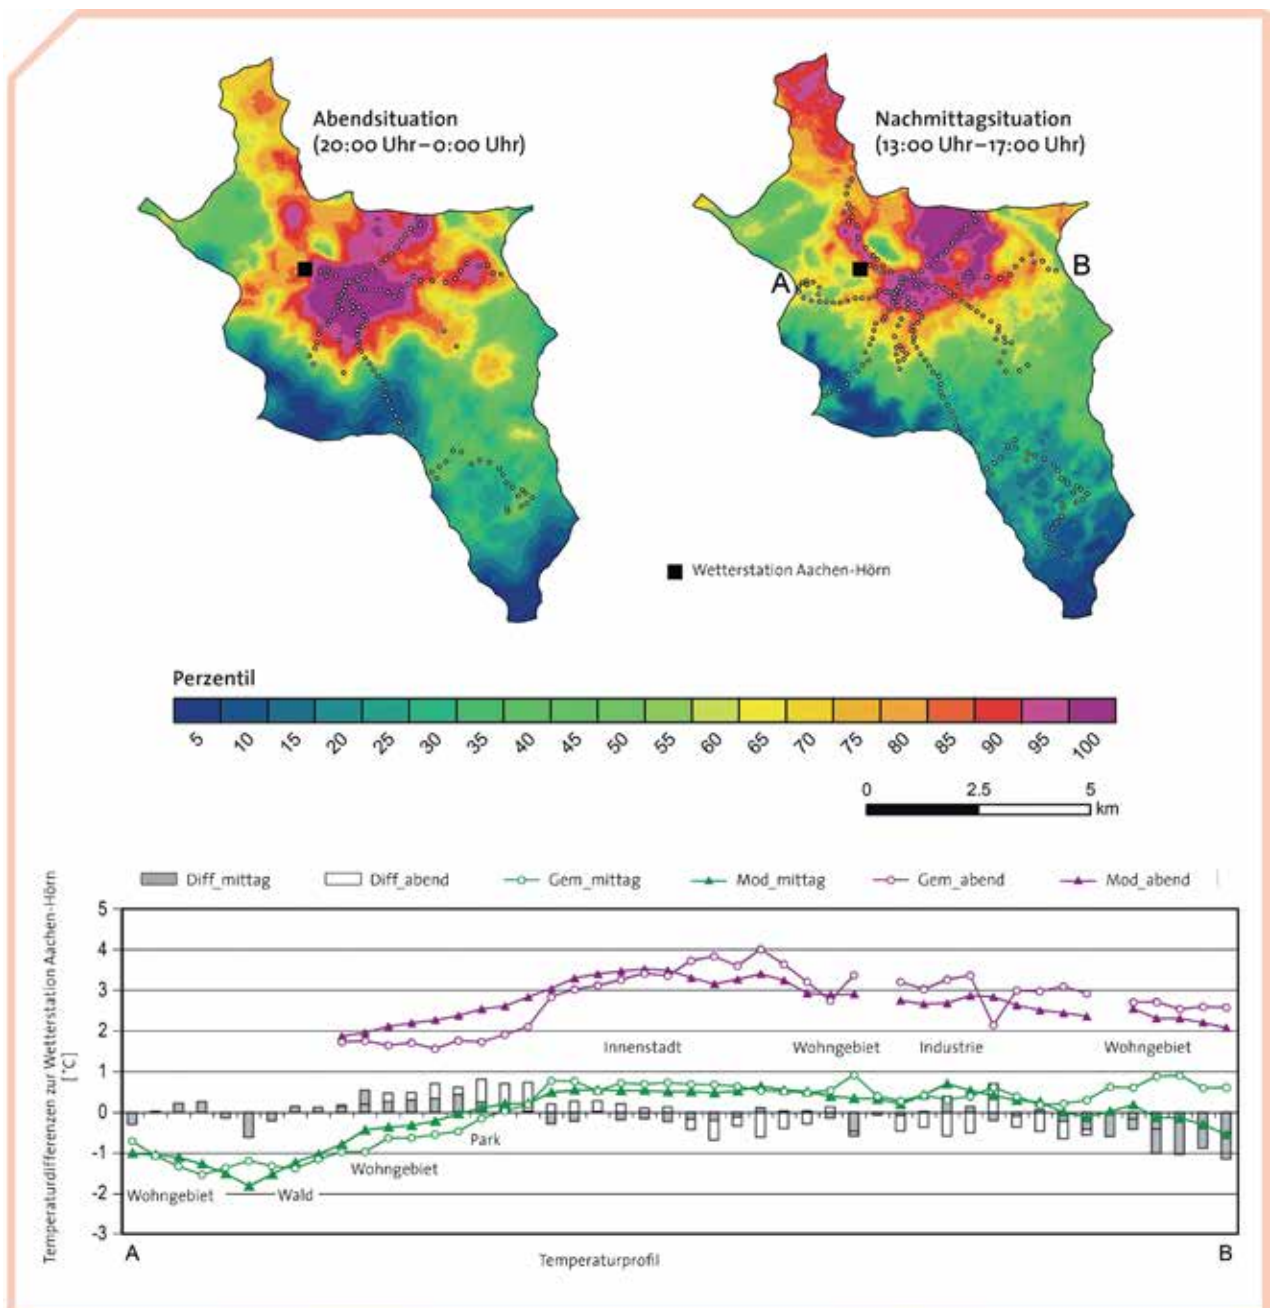 Abendsituation
(20:00 Uhr–0:00 Uhr)
Nachmittagsituation
(13:00 Uhr–17:00 Uhr)
A
B
Wetterstation Aachen-Hörn
Perzentil
5 10 15 20 25 30 35 40 45 50 55 60 65 70 75 80 85 90 95 100
0 2.5 5
km
Temperaturdifferenzen zur Wetterstation Aachen-Hörn
[°C]
Diff_mittag Diff_abend Gem_mittag Mod_mittag Gem_abend Mod_abend
5
4
3
2
1
0
-1
-2
-3
Innenstadt Wohngebiet Industrie Wohngebiet
Park
Wohngebiet
Wohngebiet Wald
A B
Temperaturprofil